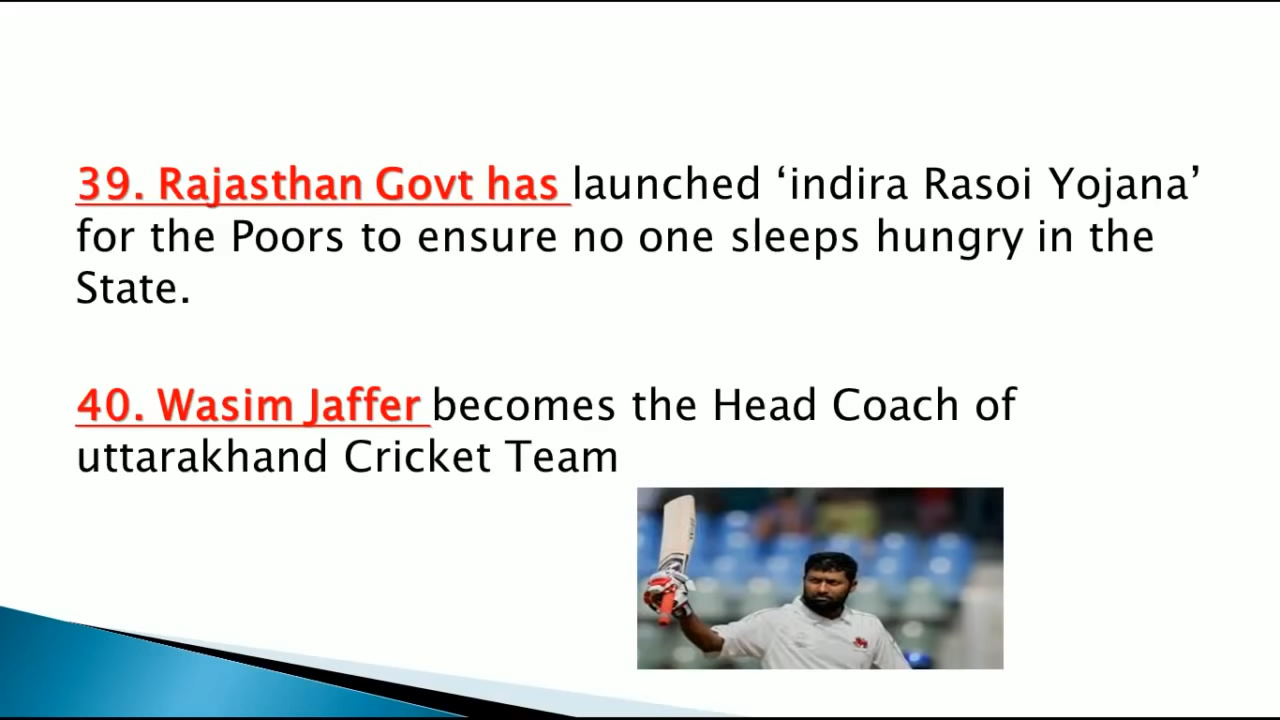 39. Rajasthan Govt has launched ‘indira Rasoi Yojana’
for the Poors to ensure no one sleeps hungry in the
State.
40. Wasim Jaffer becomes the Head Coach of
uttarakhand Cricket Team